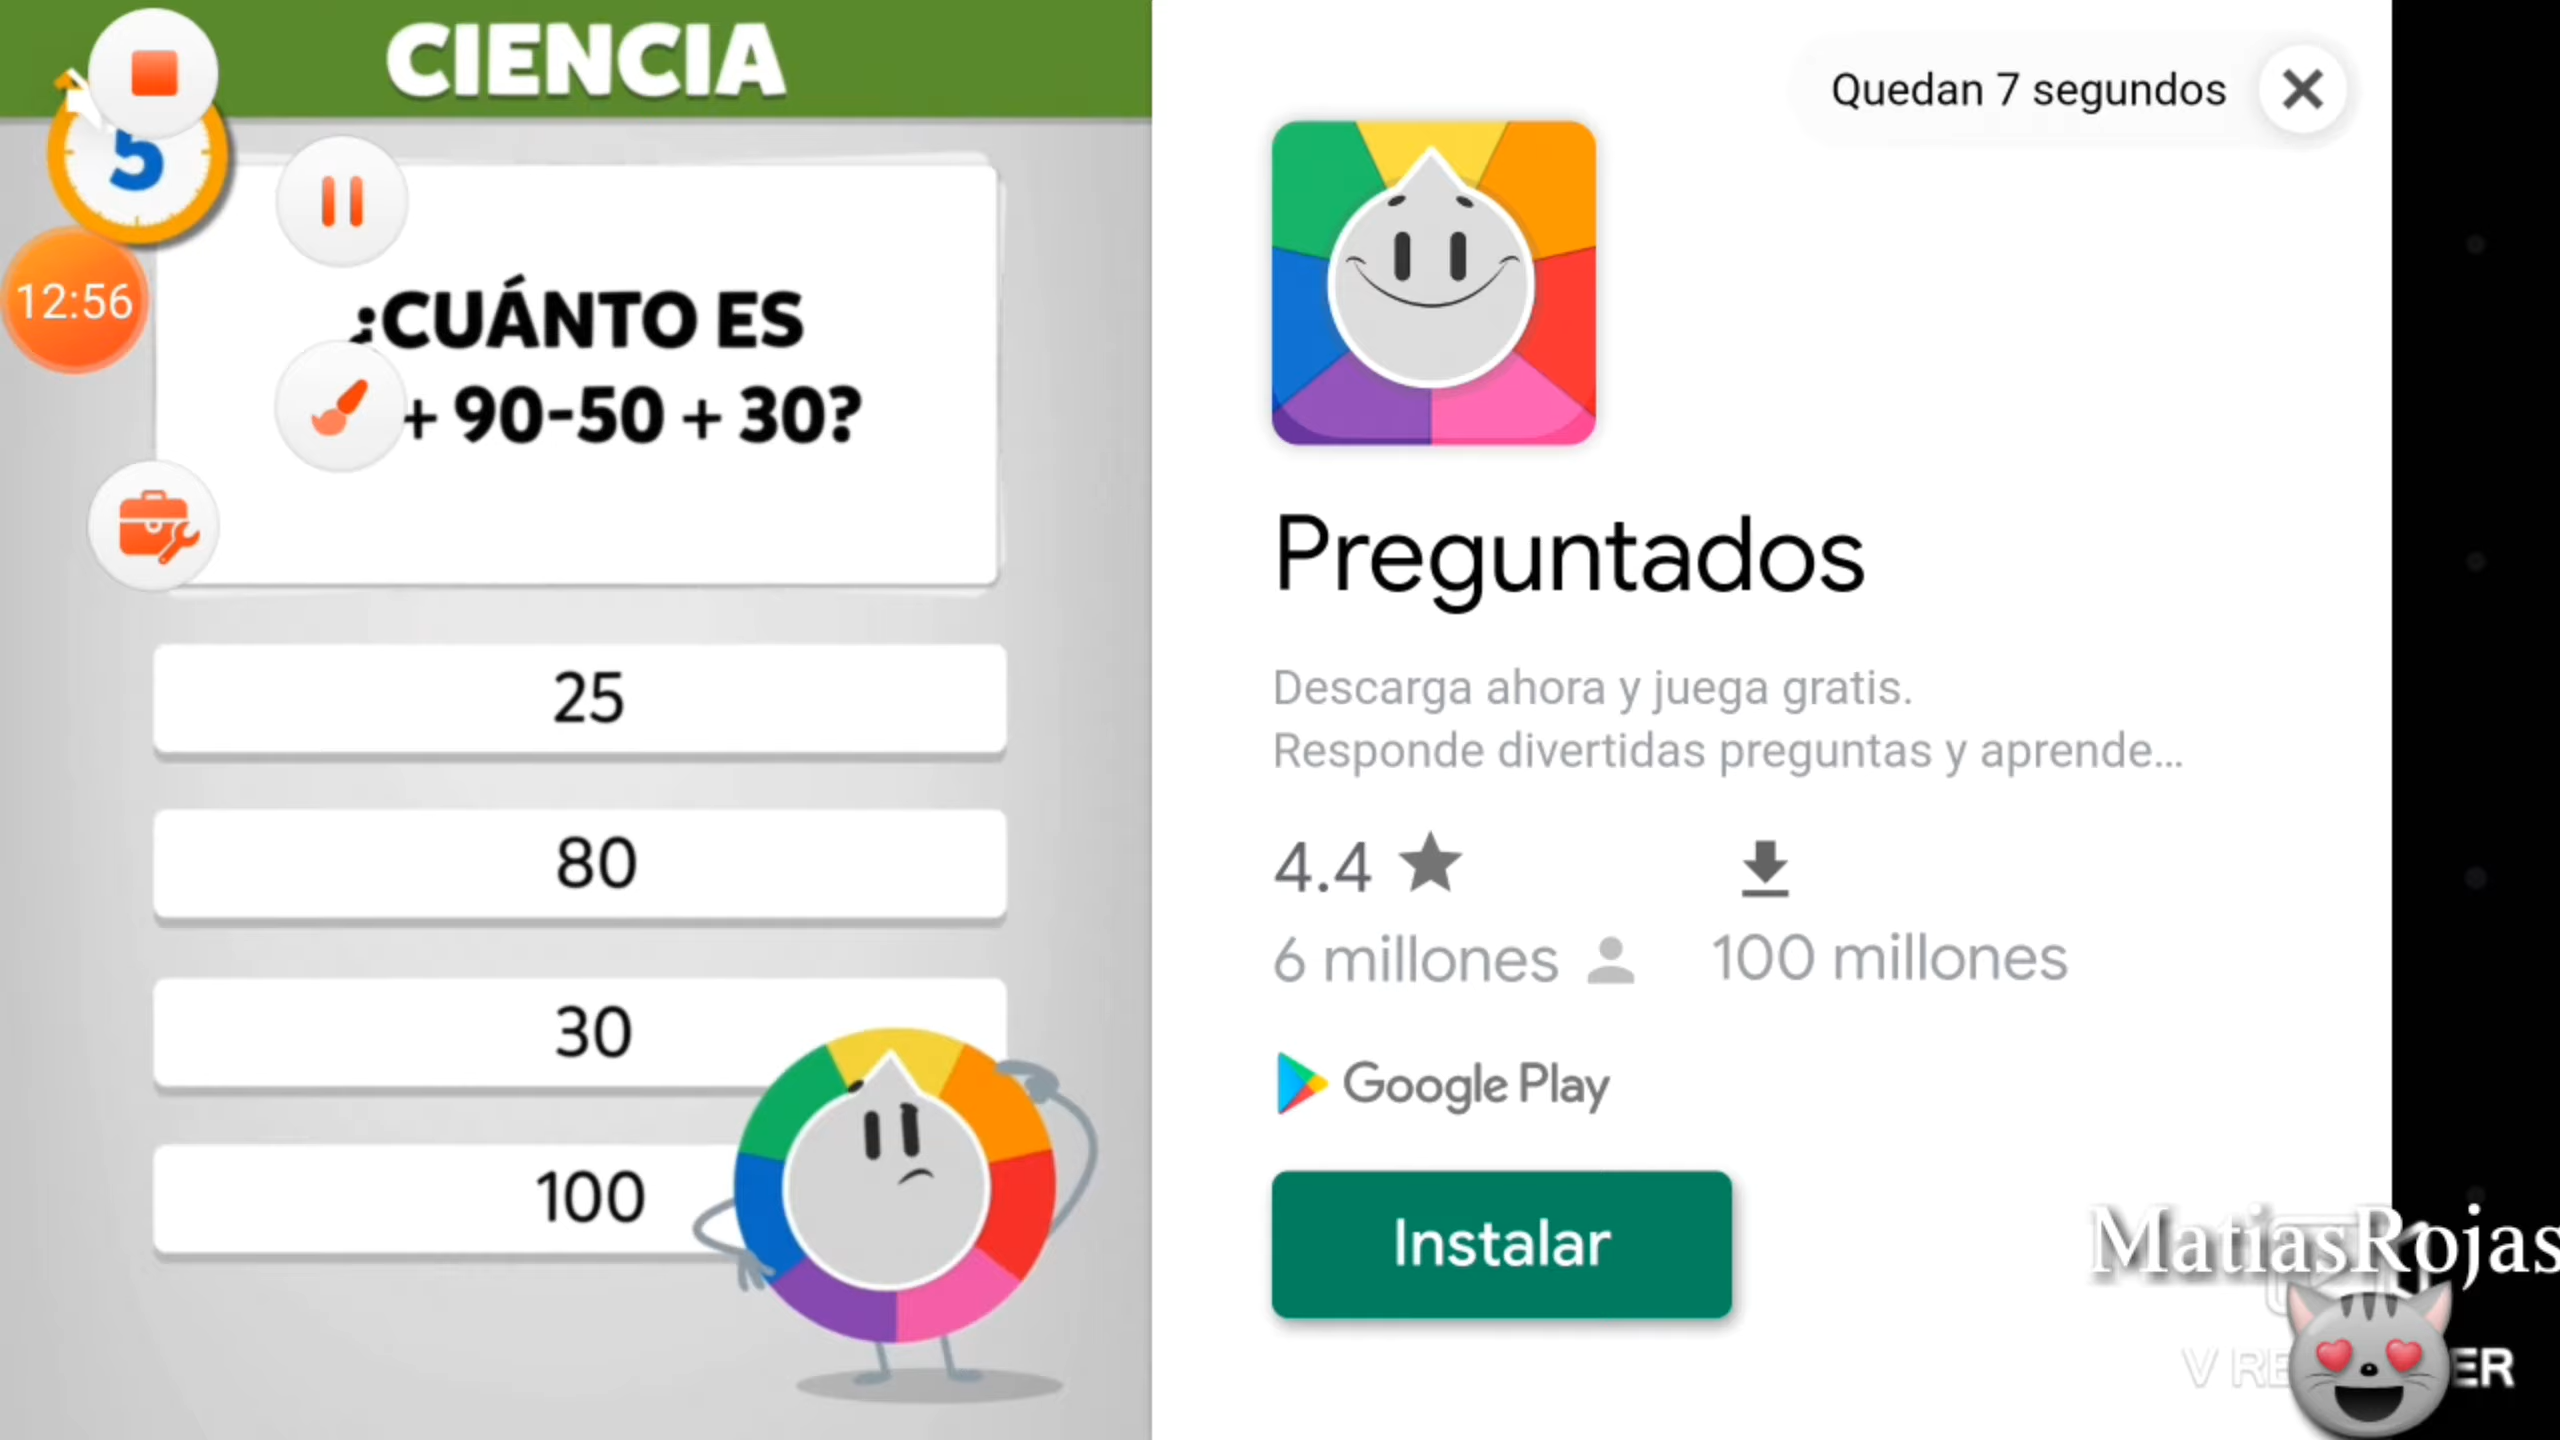 CIENCIA
5
12:56
¿CUÁNTO ES
+ 90-50 + 30?
25
80
30
100
Quedan 7 segundos
Preguntados
Descarga ahora y juega gratis.
Responde divertidas preguntas y aprende...
4.4
6 millones
100 millones
Google Play
Instalar
MatiasRojas